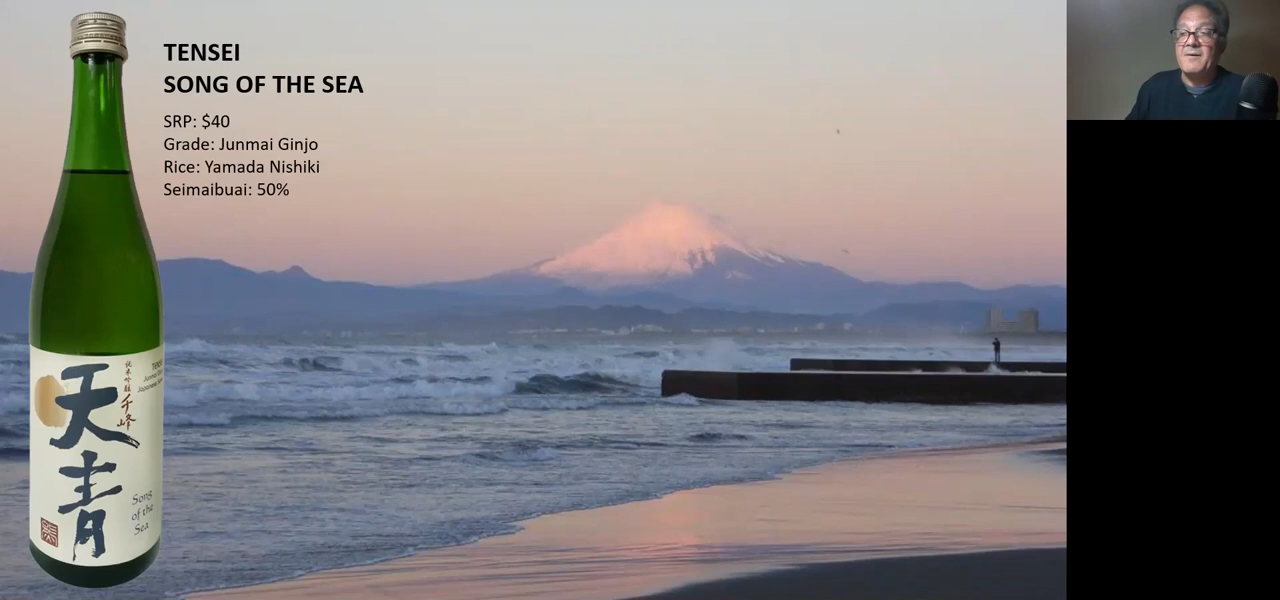 TENSEI
SONG OF THE SEA
SRP: $40
Grade: Junmai Ginjo
Rice: Yamada Nishiki
Seimaibuai: 50%
純米吟醸 千峰
天青
Song
of the
Sea